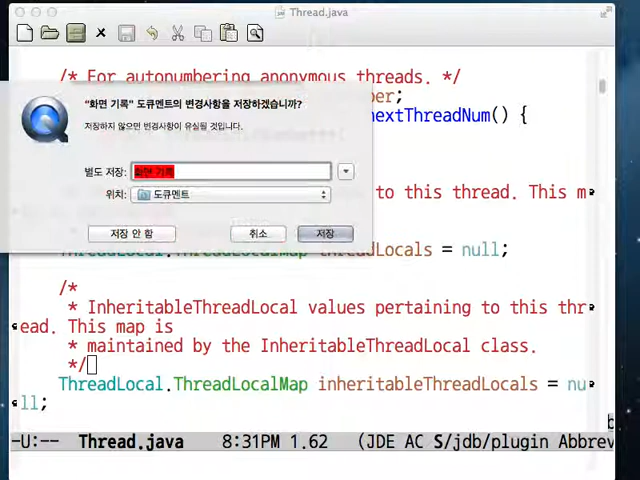 Thread.java
/* For autonumbering anonymous threads. */
ber;
nextThreadNum() {
"화면 기록" 도큐멘트의 변경사항을 저장하겠습니까?
저장하지 않으면 변경사항이 유실될 것입니다.
별도 저장: 화면 기록
위치: 도큐멘트
저장 안 함 취소 저장
to this thread. This m
ThreadLocal.ThreadLocalMap threadLocals = null;
/*
* InheritableThreadLocal values pertaining to this thr
ead. This map is
* maintained by the InheritableThreadLocal class.
*/
ThreadLocal.ThreadLocalMap inheritableThreadLocals = nu
ll;
-U:-- Thread.java 8:31PM 1.62 (JDE AC S/jdb/plugin Abbrev